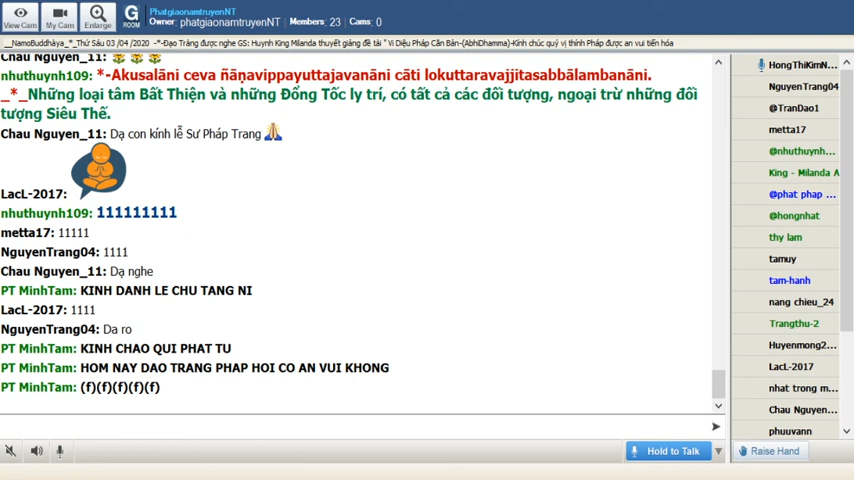 PhatgiaonamtruyenNT
Owner: phatgiaonamtruyenNT | Members: 23 | Cams: 0
View Cam
My Cam
Enlarge
G
ROOM
__NamoBuddhàya_*_Thứ Sáu 03 /04 /2020 -*-Đạo Tràng được nghe GS: Huynh King Milanda thuyết giảng đề tài " Vi Diệu Pháp Căn Bản-(AbhiDhamma)-Kính chúc quý vị thính Pháp được an vui tiến hóa
Chau Nguyen_11:
nhuthuynh109: *-Akusalāni ceva ñāṇavippayuttajavanāni cāti lokuttaravajjitasabbālambanāni.
_*_Những loại tâm Bất Thiện và những Đổng Tốc ly trí, có tất cả các đối tượng, ngoại trừ những đối
tượng Siêu Thế.
Chau Nguyen_11: Dạ con kính lễ Sư Pháp Trang
LacL-2017:
nhuthuynh109: 111111111
metta17: 11111
NguyenTrang04: 1111
Chau Nguyen_11: Dạ nghe
PT MinhTam: KINH DANH LE CHU TANG NI
LacL-2017: 1111
NguyenTrang04: Da ro
PT MinhTam: KINH CHAO QUI PHAT TU
PT MinhTam: HOM NAY DAO TRANG PHAP HOI CO AN VUI KHONG
PT MinhTam: (f)(f)(f)(f)(f)
Hold to Talk
HongThiKimN...
NguyenTrang04
@TranDao1
metta17
@nhuthuynh...
King - Milanda A
@phat phap ...
@hongnhat
thy lam
tamuy
tam-hanh
nang chieu_24
Trangthu-2
Huyenmong2...
LacL-2017
nhat trong m...
Chau Nguyen...
phuuvann
Raise Hand